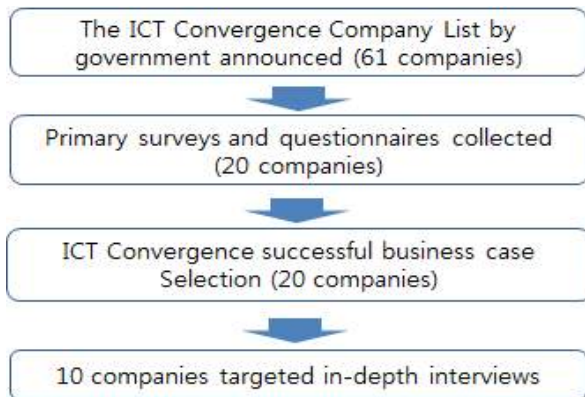 The ICT Convergence Company List by
government announced (61 companies)
Primary surveys and questionnaires collected
(20 companies)
ICT Convergence successful business case
Selection (20 companies)
10 companies targeted in-depth interviews